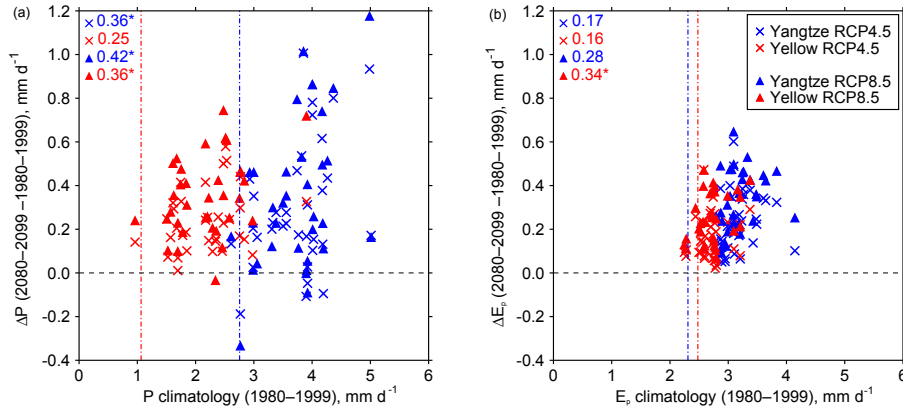 (a)
0.36*
0.25
0.42*
0.36*
1.2
1.0
0.8
0.6
0.4
0.2
0.0
-0.2
-0.4
0 1 2 3 4 5 6
P climatology (1980–1999), mm d⁻¹
ΔP (2080–2099 –1980–1999), mm d⁻¹
(b)
0.17
0.16
0.28
0.34*
Yangtze RCP4.5
Yellow RCP4.5
Yangtze RCP8.5
Yellow RCP8.5
1.2
1.0
0.8
0.6
0.4
0.2
0.0
-0.2
-0.4
0 1 2 3 4 5 6
Eₚ climatology (1980–1999), mm d⁻¹
ΔEₚ (2080–2099 –1980–1999), mm d⁻¹